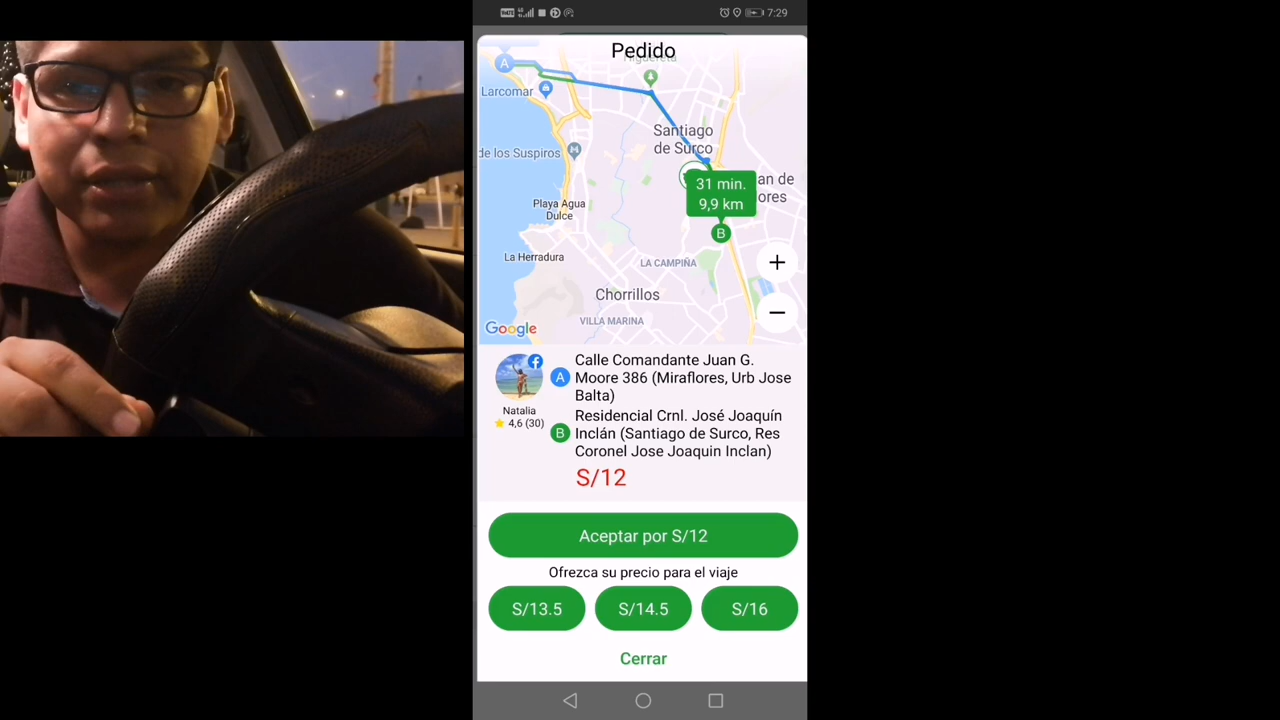 7:29
Pedido
A
Larcomar
Santiago
de Surco
de los Suspiros
31 min.
9,9 km
an de
ores
Playa Agua
Dulce
B
La Herradura
LA CAMPIÑA
+
Chorrillos
−
VILLA MARINA
Google
Calle Comandante Juan G.
A Moore 386 (Miraflores, Urb Jose
Balta)
Natalia
4,6 (30)
Residencial Crnl. José Joaquín
B Inclán (Santiago de Surco, Res
Coronel Jose Joaquin Inclan)
S/12
Aceptar por S/12
Ofrezca su precio para el viaje
S/13.5 S/14.5 S/16
Cerrar